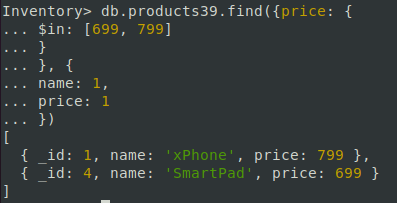 Inventory> db.products39.find({price: {
... $in: [699, 799]
... }
... }, {
... name: 1,
... price: 1
... })
[
  { _id: 1, name: 'xPhone', price: 799 },
  { _id: 4, name: 'SmartPad', price: 699 }
]